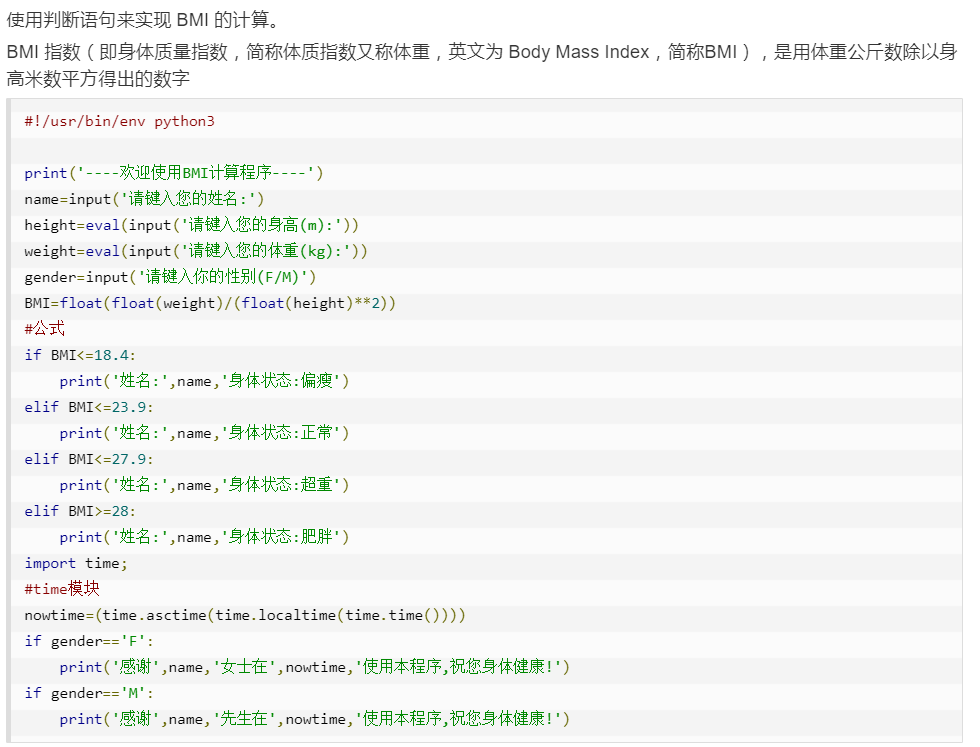 使用判断语句来实现 BMI 的计算。
BMI 指数（即身体质量指数，简称体质指数又称体重，英文为 Body Mass Index，简称BMI），是用体重公斤数除以身
高米数平方得出的数字
#!/usr/bin/env python3
print('----欢迎使用BMI计算程序----')
name=input('请键入您的姓名:')
height=eval(input('请键入您的身高(m):'))
weight=eval(input('请键入您的体重(kg):'))
gender=input('请键入你的性别(F/M)')
BMI=float(float(weight)/(float(height)**2))
#公式
if BMI<=18.4:
    print('姓名:',name,'身体状态:偏瘦')
elif BMI<=23.9:
    print('姓名:',name,'身体状态:正常')
elif BMI<=27.9:
    print('姓名:',name,'身体状态:超重')
elif BMI>=28:
    print('姓名:',name,'身体状态:肥胖')
import time;
#time模块
nowtime=(time.asctime(time.localtime(time.time())))
if gender=='F':
    print('感谢',name,'女士在',nowtime,'使用本程序,祝您身体健康!')
if gender=='M':
    print('感谢',name,'先生在',nowtime,'使用本程序,祝您身体健康!')